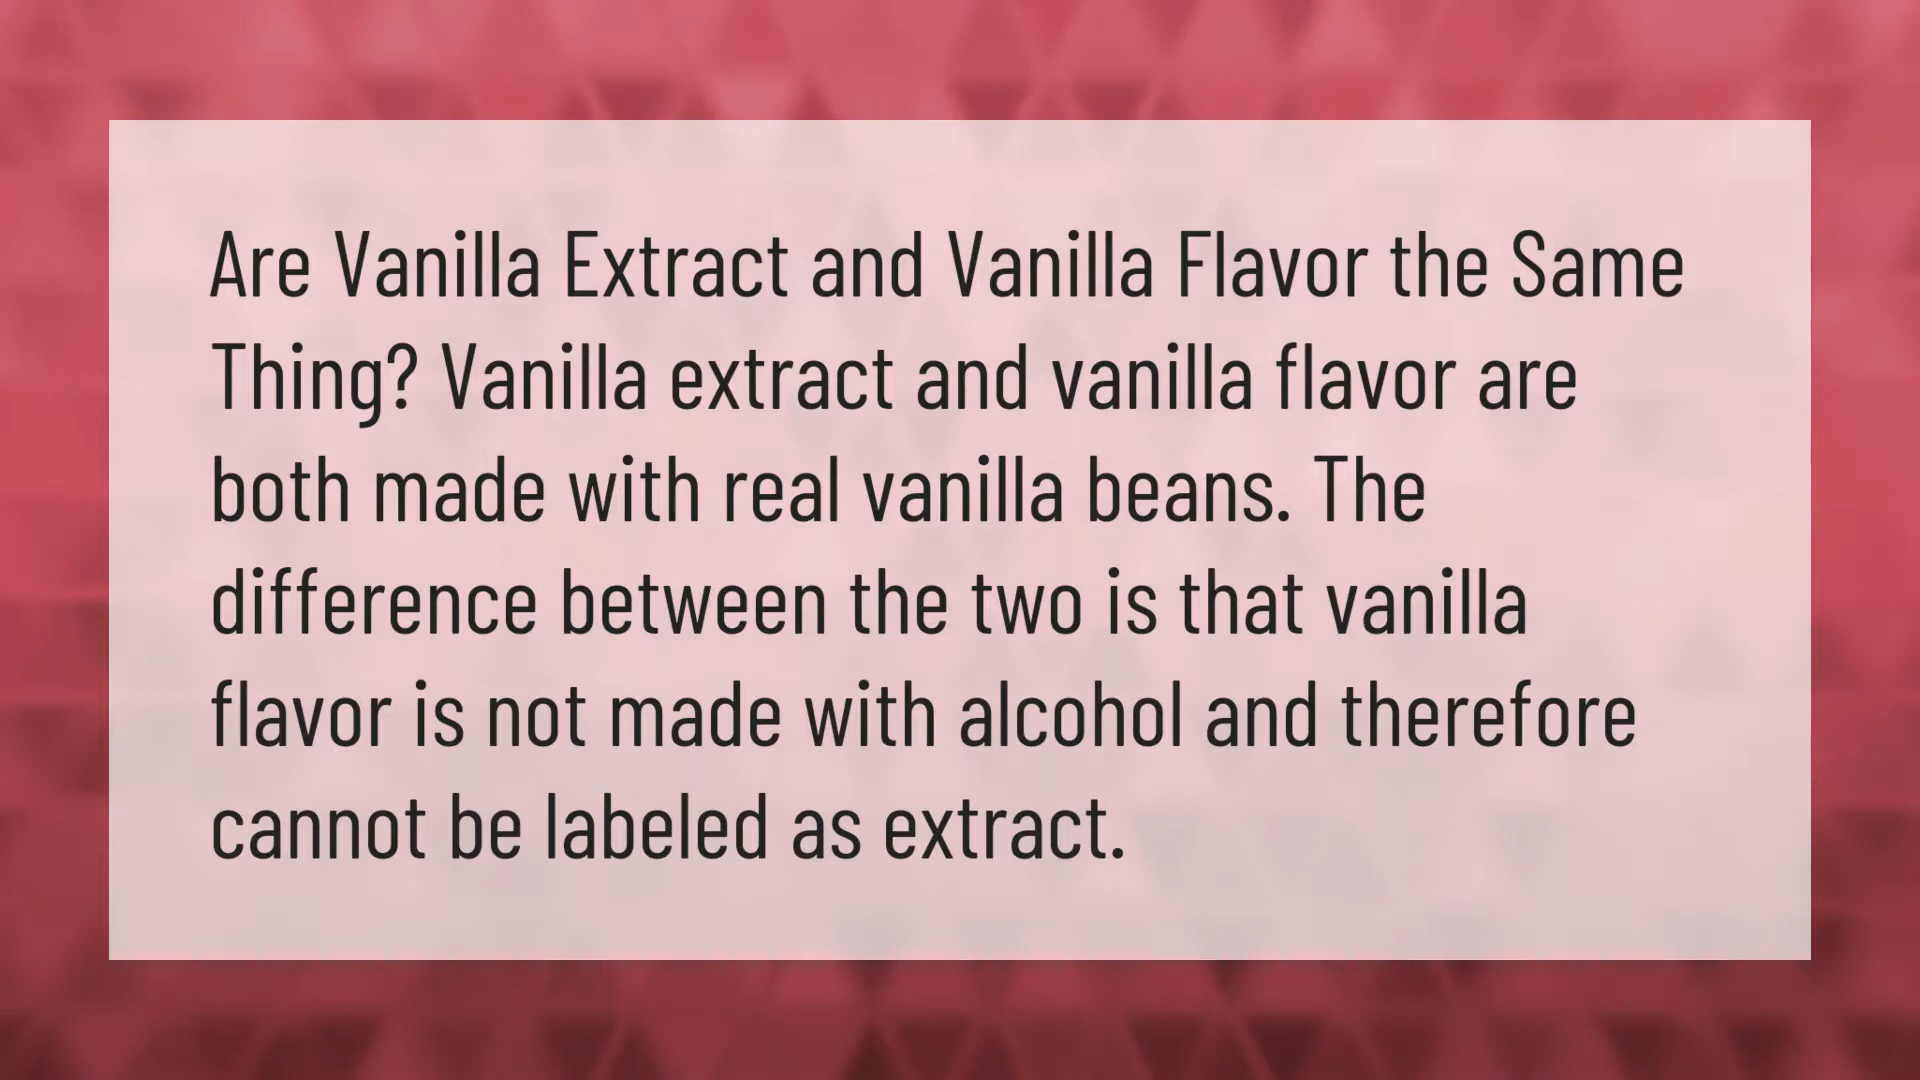 Are Vanilla Extract and Vanilla Flavor the Same
Thing? Vanilla extract and vanilla flavor are
both made with real vanilla beans. The
difference between the two is that vanilla
flavor is not made with alcohol and therefore
cannot be labeled as extract.